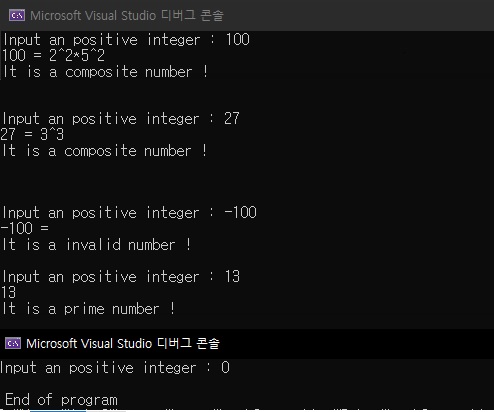 Microsoft Visual Studio 디버그 콘솔
Input an positive integer : 100
100 = 2^2*5^2
It is a composite number !
Input an positive integer : 27
27 = 3^3
It is a composite number !
Input an positive integer : -100
-100 =
It is a invalid number !
Input an positive integer : 13
13
It is a prime number !
Microsoft Visual Studio 디버그 콘솔
Input an positive integer : 0
End of program